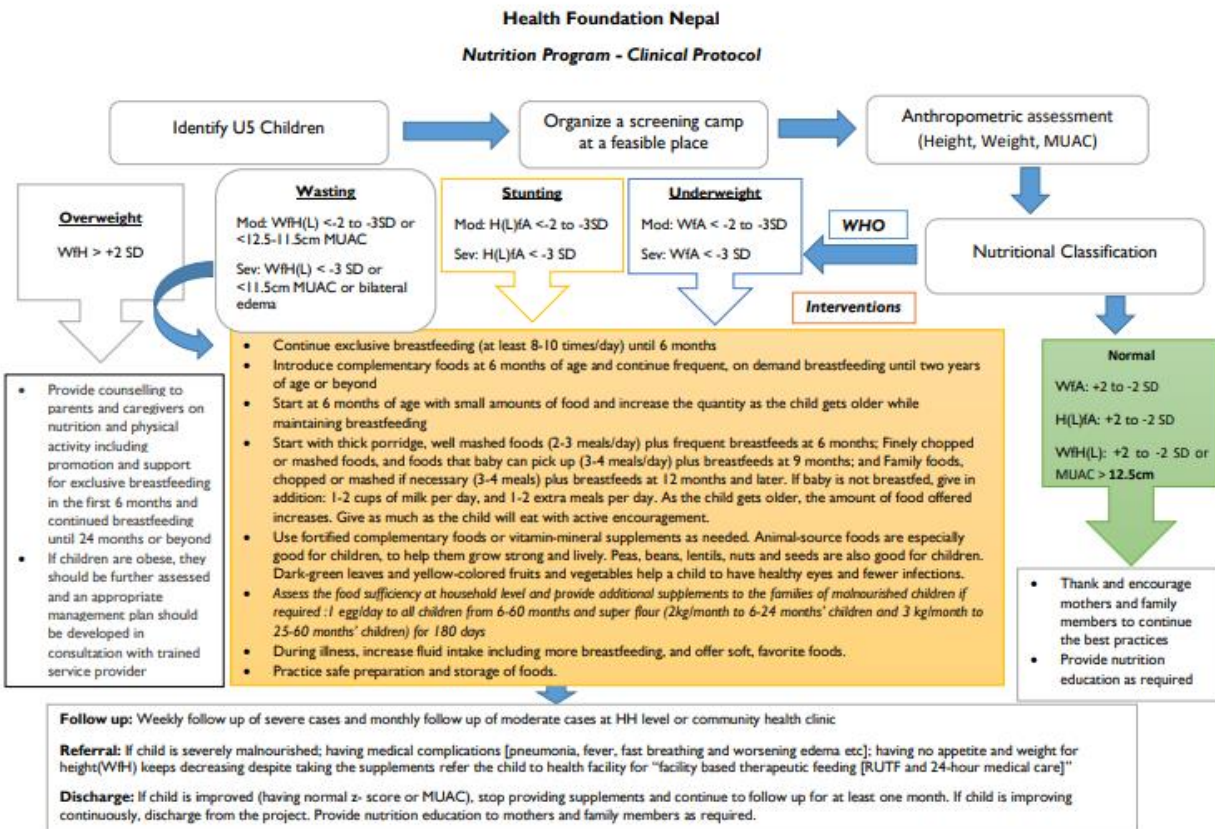 Health Foundation Nepal
Nutrition Program - Clinical Protocol
Identify U5 Children
Organize a screening camp
at a feasible place
Anthropometric assessment
(Height, Weight, MUAC)
Overweight
WfH > +2 SD
Wasting
Mod: WfH(L) <-2 to -3SD or
<12.5-11.5cm MUAC
Sev: WfH(L) < -3 SD or
<11.5cm MUAC or bilateral
edema
Stunting
Mod: H(L)fA <-2 to -3SD
Sev: H(L)fA < -3 SD
Underweight
Mod: WfA < -2 to -3SD
Sev: WfA < -3 SD
WHO
Nutritional Classification
Interventions
• Provide counselling to
parents and caregivers on
nutrition and physical
activity including
promotion and support
for exclusive breastfeeding
in the first 6 months and
continued breastfeeding
until 24 months or beyond
• If children are obese, they
should be further assessed
and an appropriate
management plan should
be developed in
consultation with trained
service provider
• Continue exclusive breastfeeding (at least 8-10 times/day) until 6 months
• Introduce complementary foods at 6 months of age and continue frequent, on demand breastfeeding until two years
of age or beyond
• Start at 6 months of age with small amounts of food and increase the quantity as the child gets older while
maintaining breastfeeding
• Start with thick porridge, well mashed foods (2-3 meals/day) plus frequent breastfeeds at 6 months; Finely chopped
or mashed foods, and foods that baby can pick up (3-4 meals/day) plus breastfeeds at 9 months; and Family foods,
chopped or mashed if necessary (3-4 meals) plus breastfeeds at 12 months and later. If baby is not breastfed, give in
addition: 1-2 cups of milk per day, and 1-2 extra meals per day. As the child gets older, the amount of food offered
increases. Give as much as the child will eat with active encouragement.
• Use fortified complementary foods or vitamin-mineral supplements as needed. Animal-source foods are especially
good for children, to help them grow strong and lively. Peas, beans, lentils, nuts and seeds are also good for children.
Dark-green leaves and yellow-colored fruits and vegetables help a child to have healthy eyes and fewer infections.
• Assess the food sufficiency at household level and provide additional supplements to the families of malnourished children if
required :1 egg/day to all children from 6-60 months and super flour (2kg/month to 6-24 months' children and 3 kg/month to
25-60 months' children) for 180 days
• During illness, increase fluid intake including more breastfeeding, and offer soft, favorite foods.
• Practice safe preparation and storage of foods.
Normal
WfA: +2 to -2 SD
H(L)fA: +2 to -2 SD
WfH(L): +2 to -2 SD or
MUAC > 12.5cm
• Thank and encourage
mothers and family
members to continue
the best practices
• Provide nutrition
education as required
Follow up: Weekly follow up of severe cases and monthly follow up of moderate cases at HH level or community health clinic
Referral: If child is severely malnourished; having medical complications [pneumonia, fever, fast breathing and worsening edema etc]; having no appetite and weight for
height(WfH) keeps decreasing despite taking the supplements refer the child to health facility for "facility based therapeutic feeding [RUTF and 24-hour medical care]"
Discharge: If child is improved (having normal z- score or MUAC), stop providing supplements and continue to follow up for at least one month. If child is improving
continuously, discharge from the project. Provide nutrition education to mothers and family members as required.